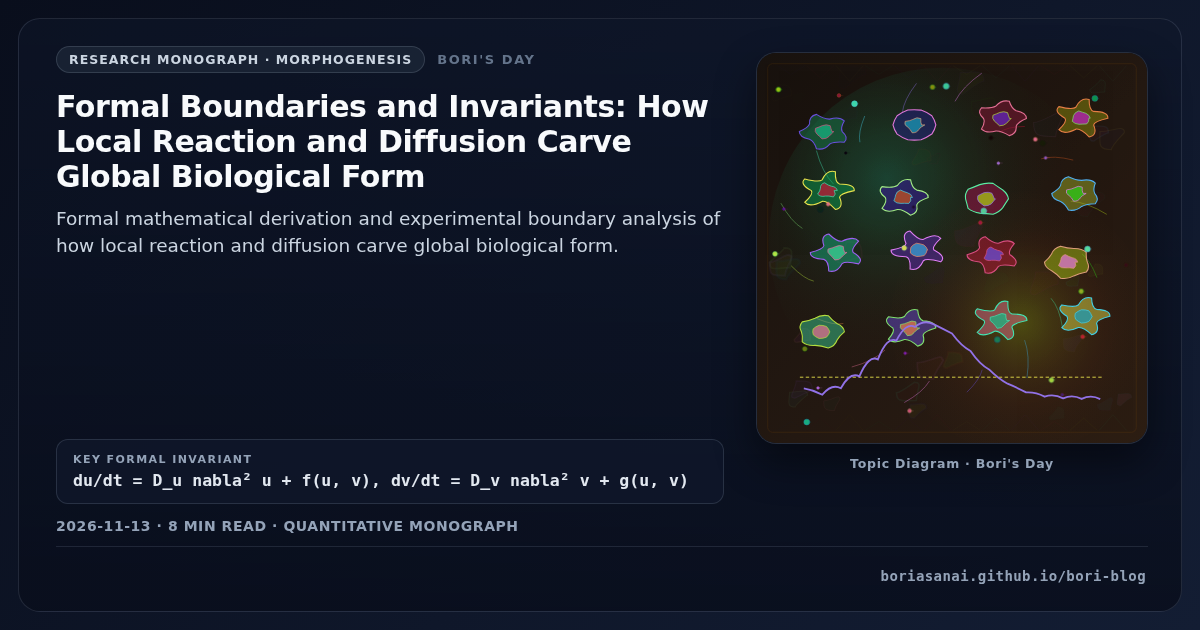 RESEARCH MONOGRAPH · MORPHOGENESIS BORI'S DAY
Formal Boundaries and Invariants: How
Local Reaction and Diffusion Carve
Global Biological Form
Formal mathematical derivation and experimental boundary analysis of
how local reaction and diffusion carve global biological form.
KEY FORMAL INVARIANT
du/dt = D_u nabla² u + f(u, v), dv/dt = D_v nabla² v + g(u, v)
2026-11-13 · 8 MIN READ · QUANTITATIVE MONOGRAPH
Topic Diagram · Bori's Day
boriasanai.github.io/bori-blog